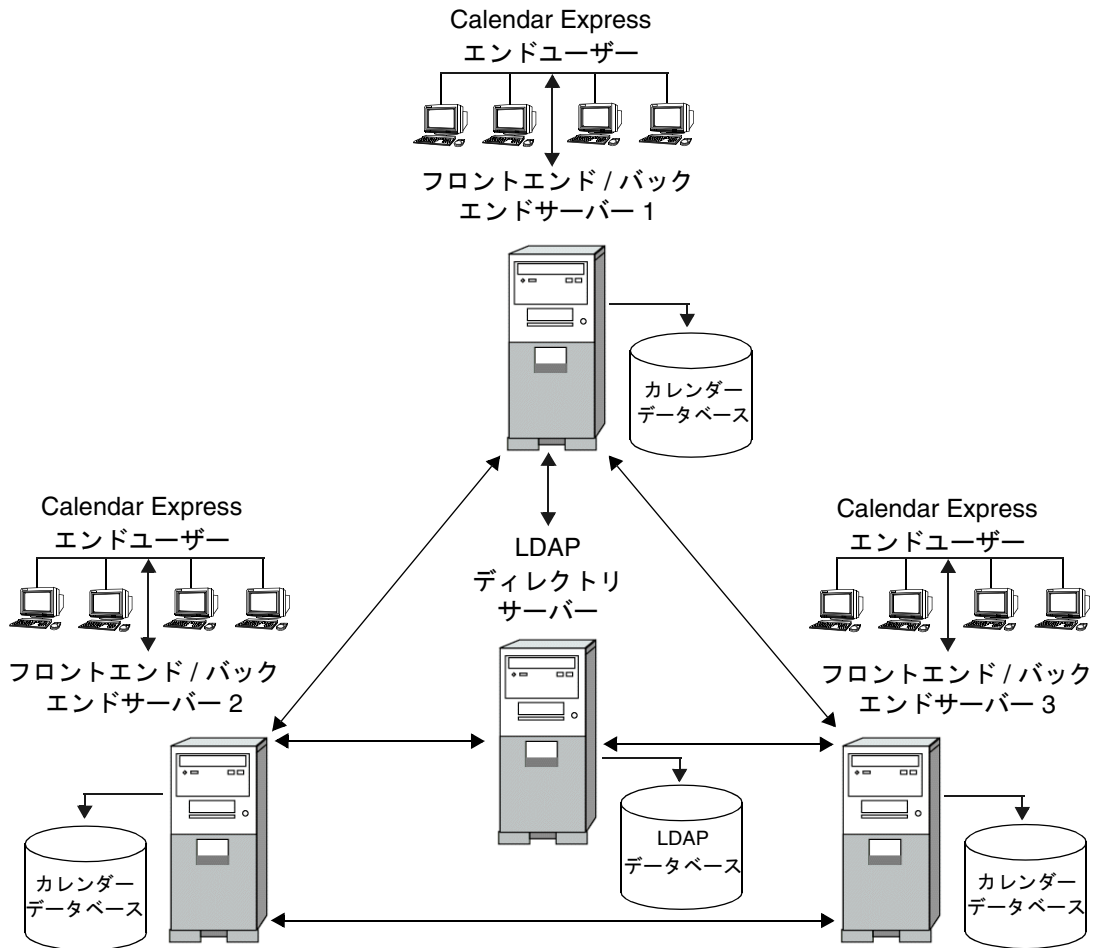 Calendar Express
エンドユーザー
フロントエンド / バック
エンドサーバー 1
カレンダー
データベース
Calendar Express
エンドユーザー
フロントエンド / バック
エンドサーバー 2
カレンダー
データベース
LDAP
ディレクトリ
サーバー
LDAP
データベース
Calendar Express
エンドユーザー
フロントエンド / バック
エンドサーバー 3
カレンダー
データベース